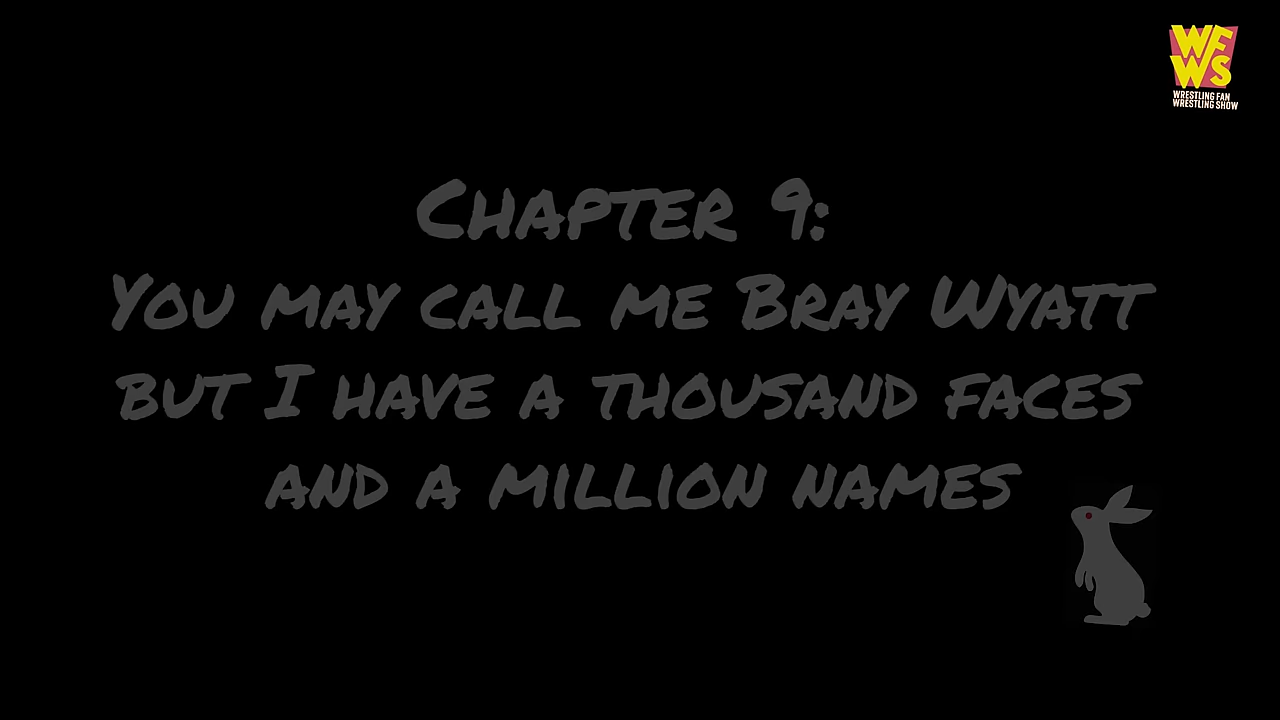 WF
WS
WRESTLING FAN
WRESTLING SHOW
CHAPTER 9:
YOU MAY CALL ME BRAY WYATT
BUT I HAVE A THOUSAND FACES
AND A MILLION NAMES